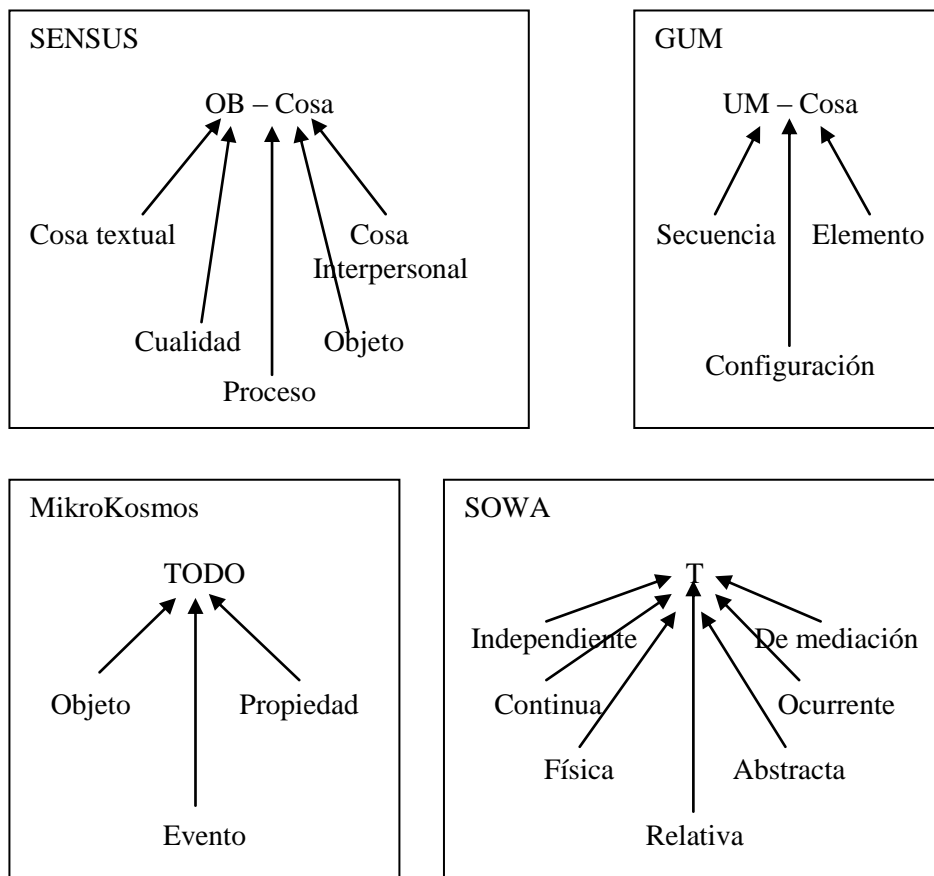 SENSUS
OB – Cosa
Cosa textual
Cosa
Interpersonal
Cualidad
Objeto
Proceso
GUM
UM – Cosa
Secuencia
Elemento
Configuración
MikroKosmos
TODO
Objeto
Propiedad
Evento
SOWA
T
Independiente
De mediación
Continua
Ocurrente
Física
Abstracta
Relativa